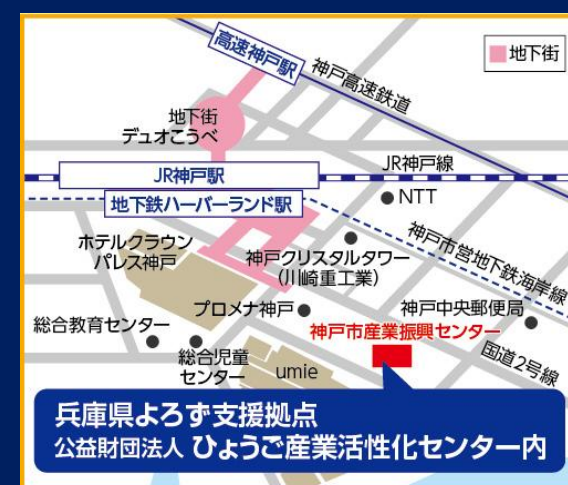 高速神戸駅
神戸高速鉄道
地下街
地下街
デュオこうべ
JR神戸駅
JR神戸線
地下鉄ハーバーランド駅
NTT
神戸市営地下鉄海岸線
ホテルクラウン
パレス神戸
神戸クリスタルタワー
(川崎重工業)
プロメナ神戸
神戸中央郵便局
総合教育センター
神戸市産業振興センター
総合児童
センター
umie
国道2号線
兵庫県よろず支援拠点
公益財団法人 ひょうご産業活性化センター内